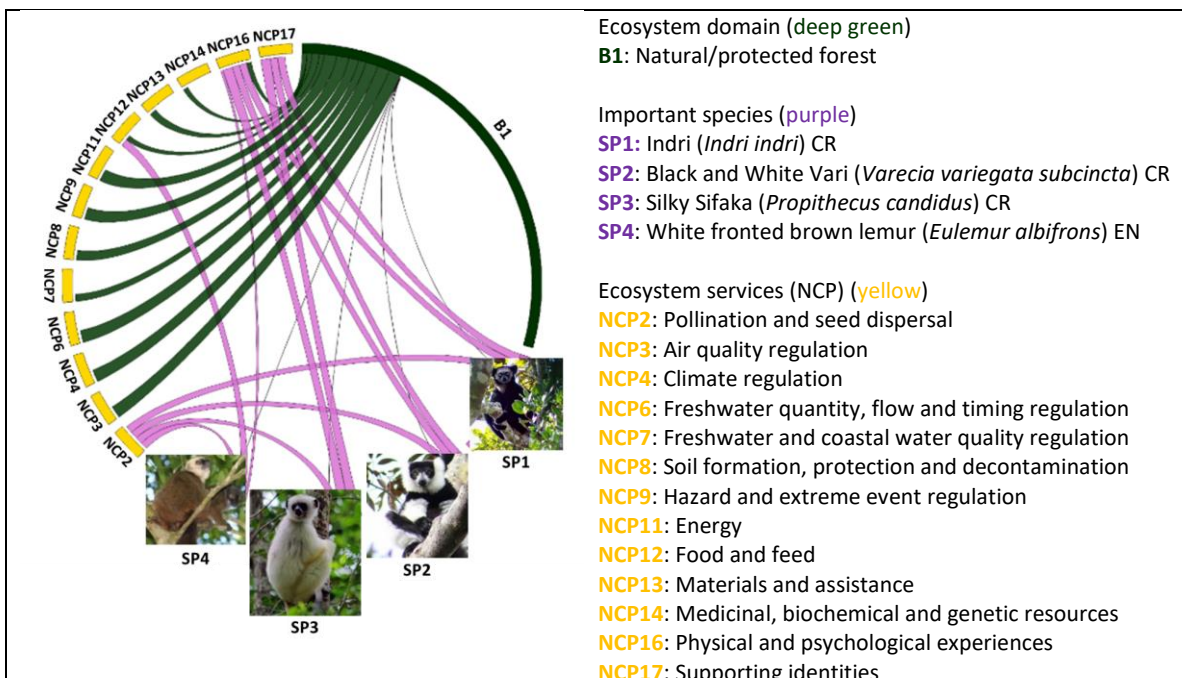 NCP17
NCP16
NCP14
NCP13
NCP12
NCP11
NCP9
NCP8
NCP7
NCP6
NCP4
NCP3
NCP2
B1
SP1
SP2
SP4
SP3
Ecosystem domain (deep green)
B1: Natural/protected forest
Important species (purple)
SP1: Indri (Indri indri) CR
SP2: Black and White Vari (Varecia variegata subcincta) CR
SP3: Silky Sifaka (Propithecus candidus) CR
SP4: White fronted brown lemur (Eulemur albifrons) EN
Ecosystem services (NCP) (yellow)
NCP2: Pollination and seed dispersal
NCP3: Air quality regulation
NCP4: Climate regulation
NCP6: Freshwater quantity, flow and timing regulation
NCP7: Freshwater and coastal water quality regulation
NCP8: Soil formation, protection and decontamination
NCP9: Hazard and extreme event regulation
NCP11: Energy
NCP12: Food and feed
NCP13: Materials and assistance
NCP14: Medicinal, biochemical and genetic resources
NCP16: Physical and psychological experiences
NCP17: Supporting identities